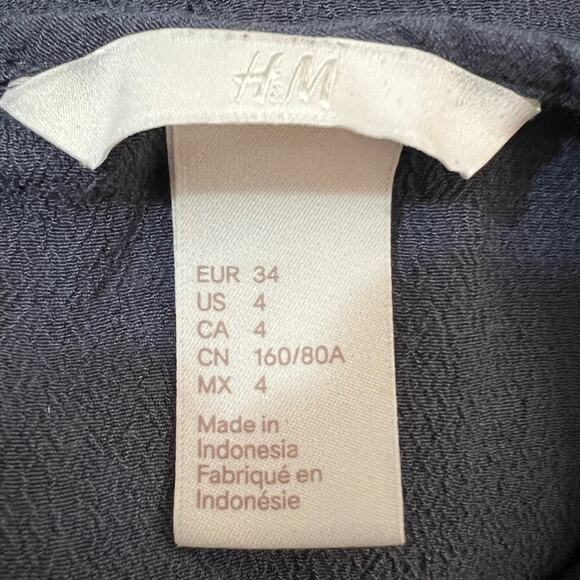 H&M
EUR 34
US 4
CA 4
CN 160/80A
MX 4
Made in
Indonesia
Fabriqué en
Indonésie